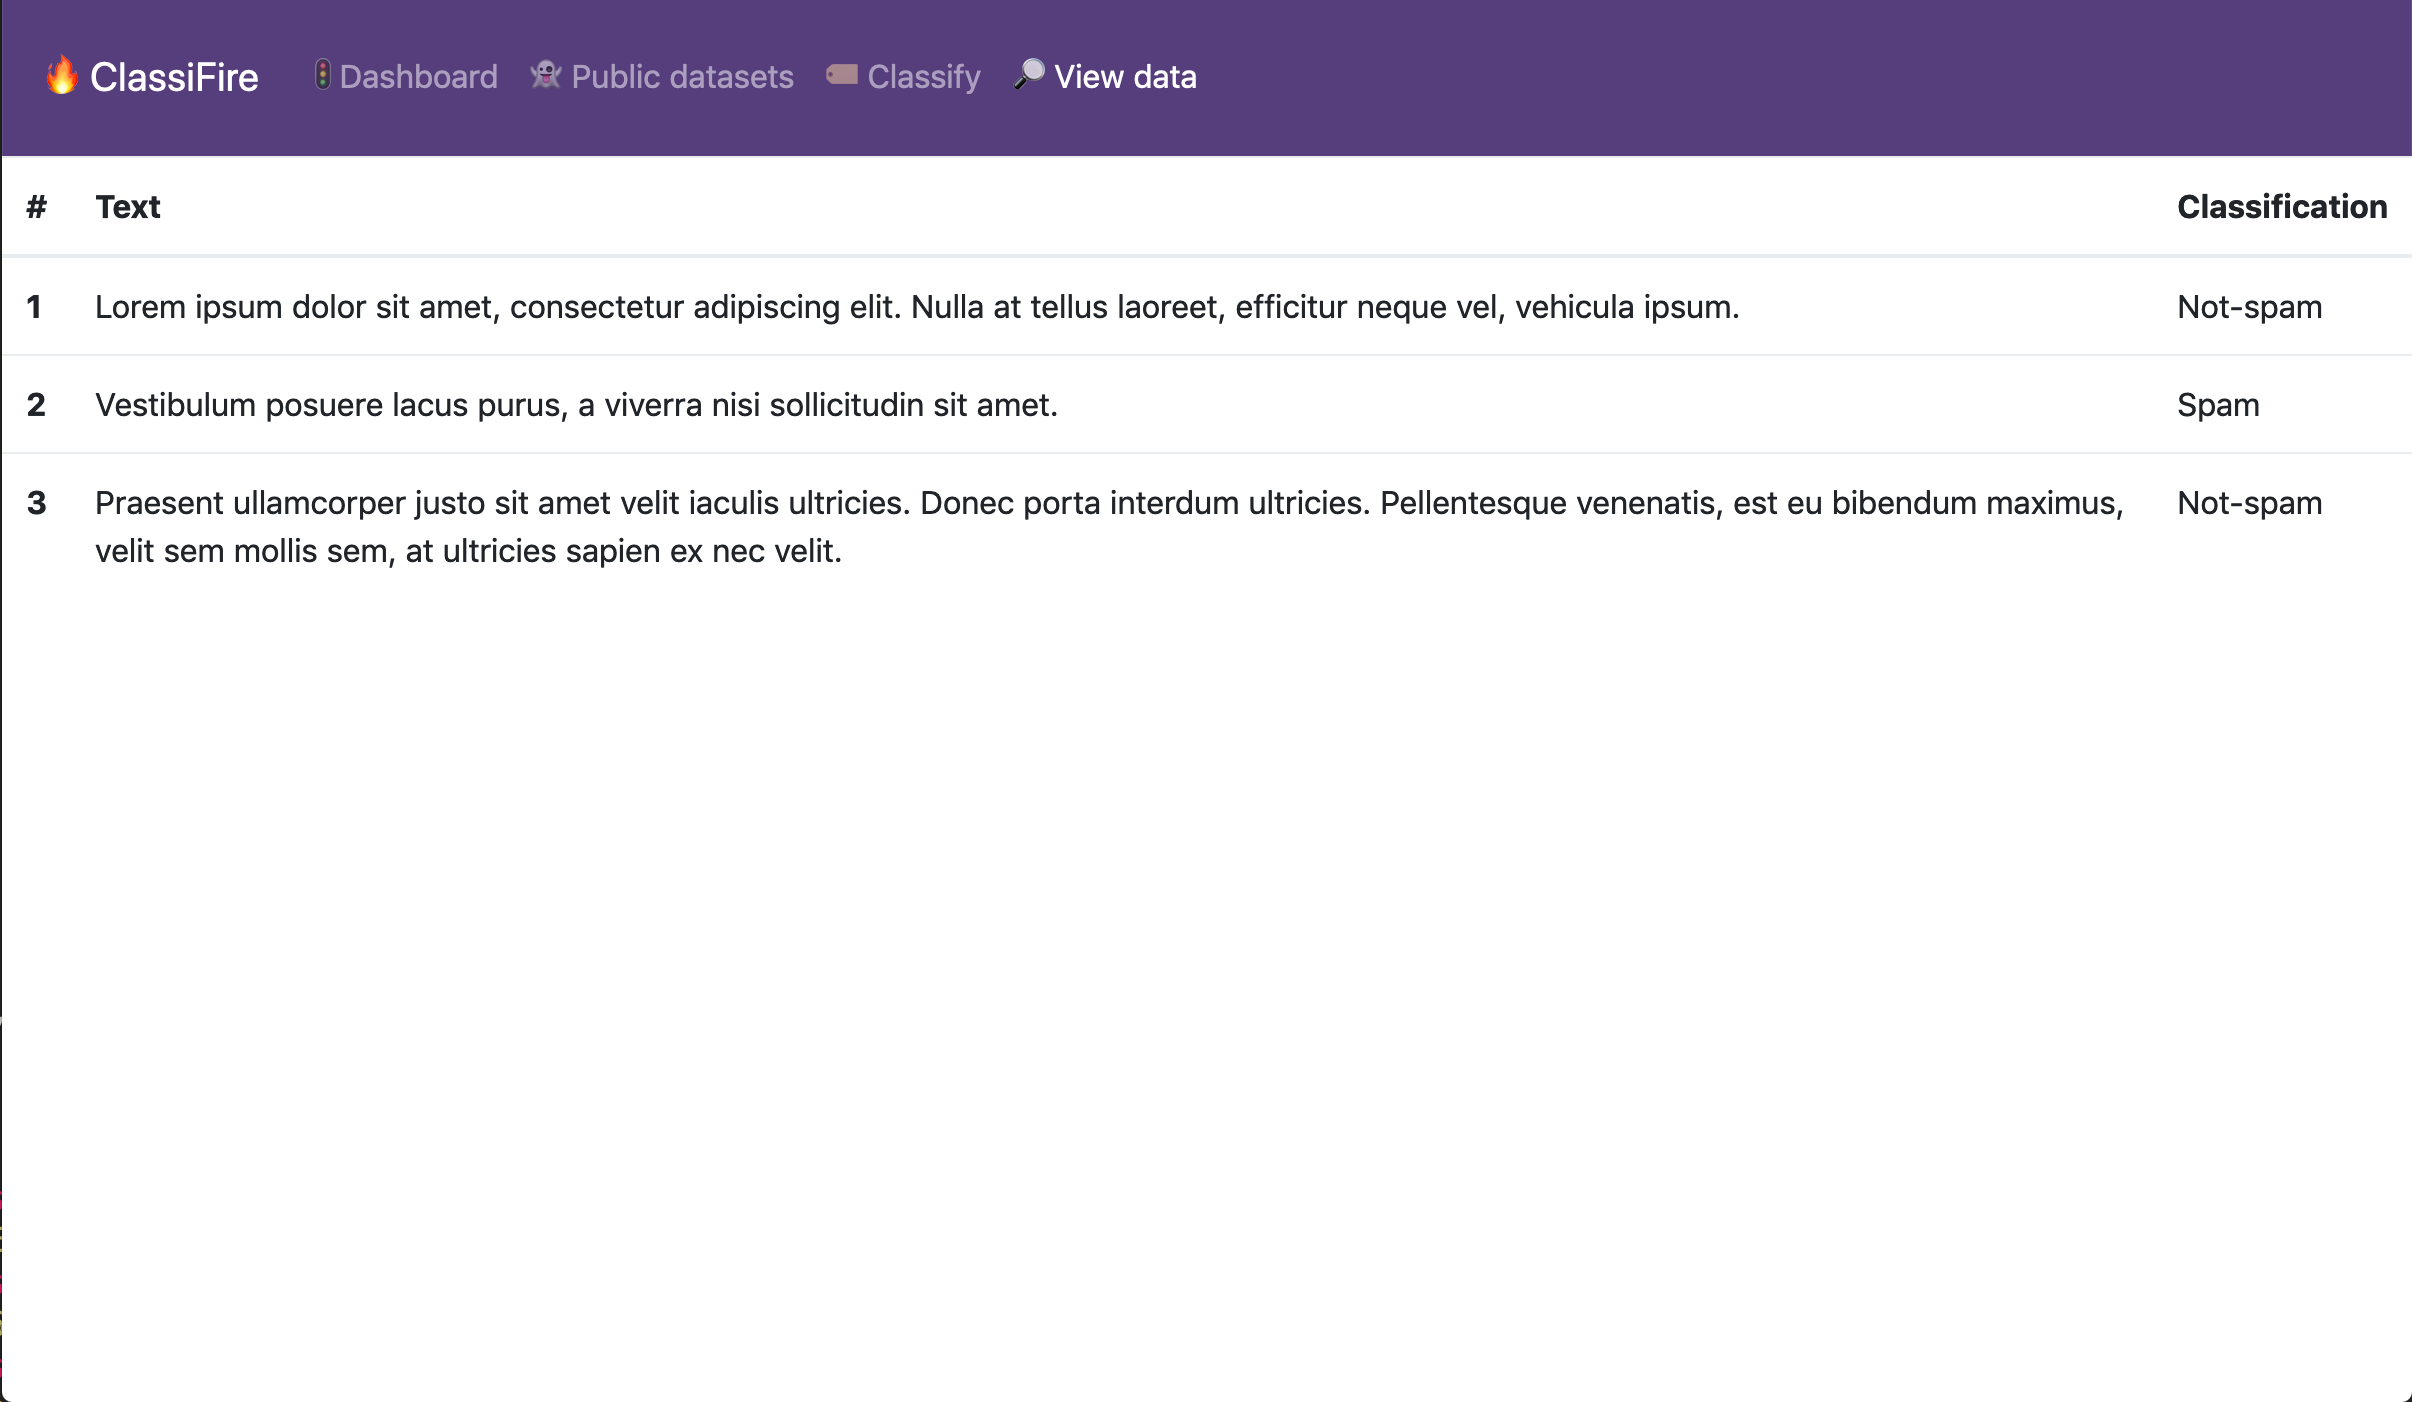 ClassiFire Dashboard Public datasets Classify View data
# Text Classification
1 Lorem ipsum dolor sit amet, consectetur adipiscing elit. Nulla at tellus laoreet, efficitur neque vel, vehicula ipsum. Not-spam
2 Vestibulum posuere lacus purus, a viverra nisi sollicitudin sit amet. Spam
3 Praesent ullamcorper justo sit amet velit iaculis ultricies. Donec porta interdum ultricies. Pellentesque venenatis, est eu bibendum maximus, Not-spam
velit sem mollis sem, at ultricies sapien ex nec velit.